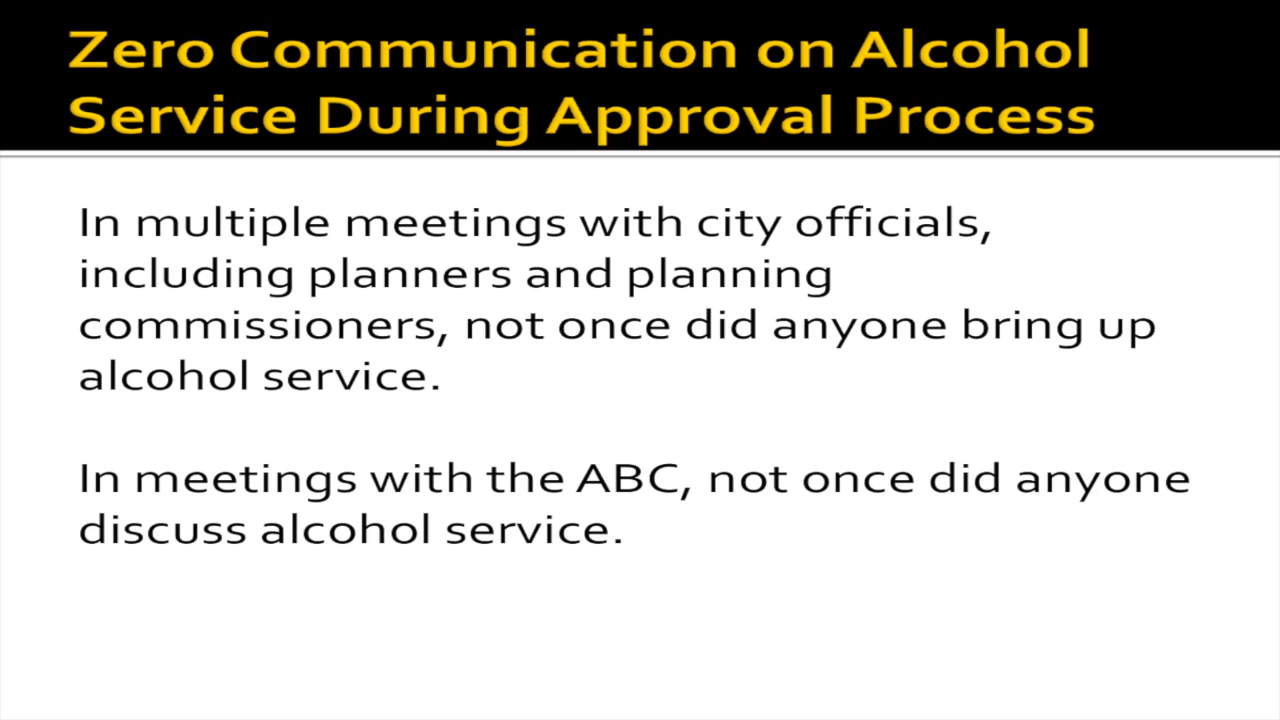 Zero Communication on Alcohol
Service During Approval Process
In multiple meetings with city officials,
including planners and planning
commissioners, not once did anyone bring up
alcohol service.
In meetings with the ABC, not once did anyone
discuss alcohol service.